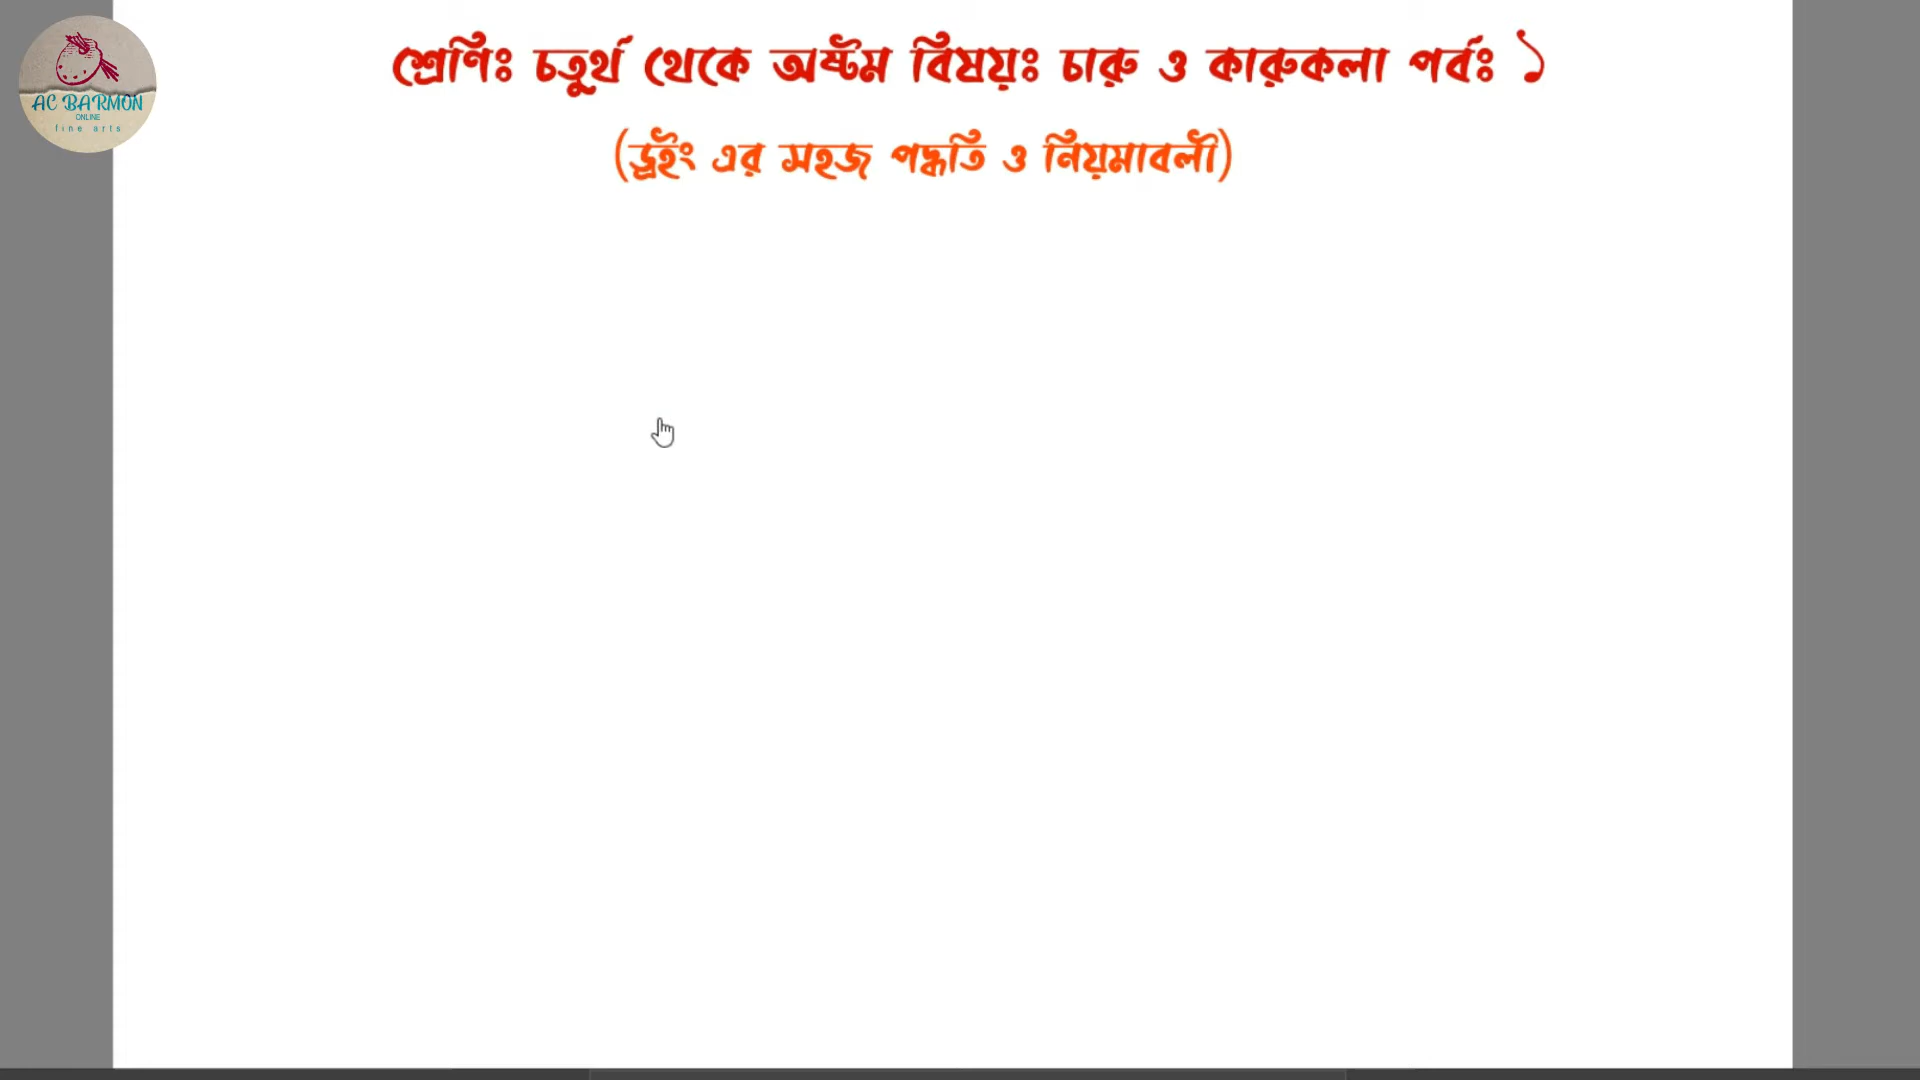 AC BARMON
ONLINE
fine arts
শ্রেণিঃ চতুর্থ থেকে অষ্টম বিষয়ঃ চারু ও কারুকলা পর্বঃ ১
(ড্রইং এর সহজ পদ্ধতি ও নিয়মাবলী)